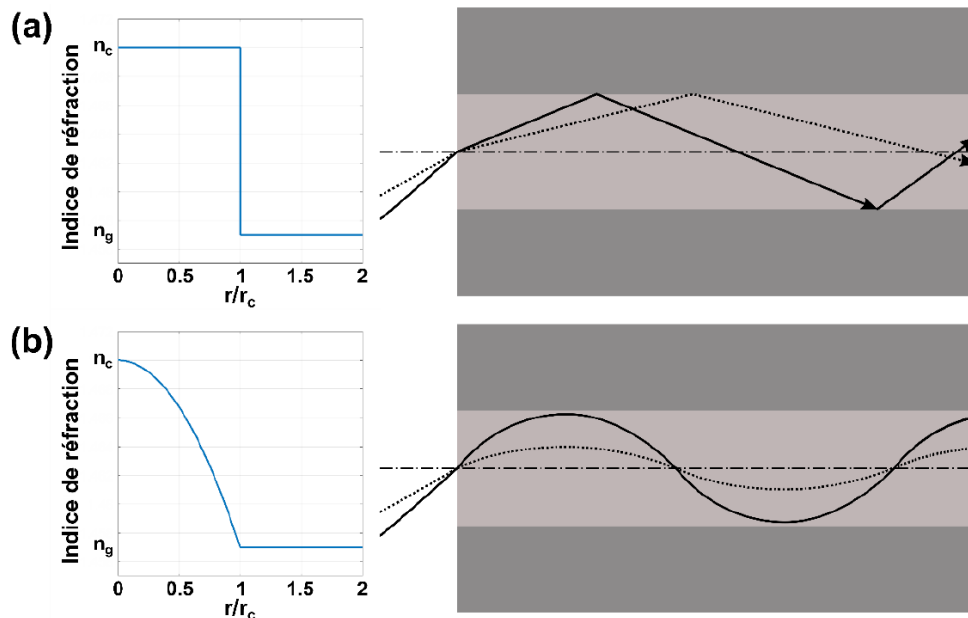 (a)
Indice de réfraction
n_c
n_g
0 0.5 1 1.5 2
r/r_c
(b)
Indice de réfraction
n_c
n_g
0 0.5 1 1.5 2
r/r_c